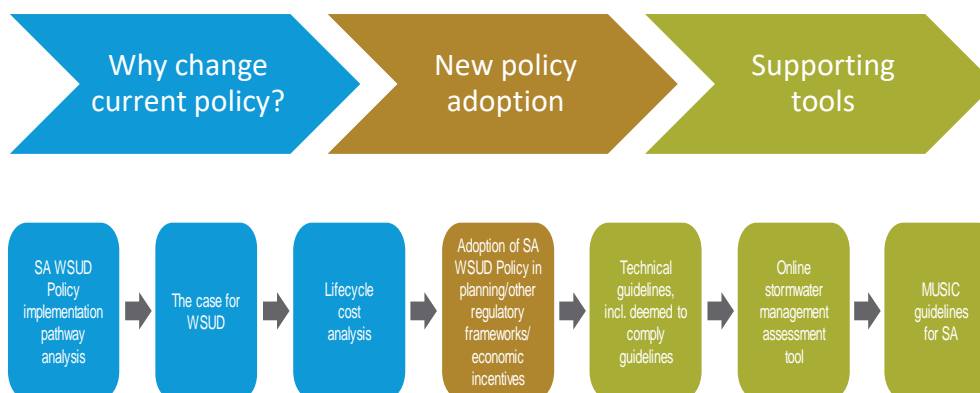 Why change
current policy?
New policy
adoption
Supporting
tools
SA WSUD
Policy
implementation
pathway
analysis
The case for
WSUD
Lifecycle
cost
analysis
Adoption of SA
WSUD Policy in
planning/other
regulatory
frameworks/
economic
incentives
Technical
guidelines,
incl. deemed to
comply
guidelines
Online
stormwater
management
assessment
tool
MUSIC
guidelines
for SA